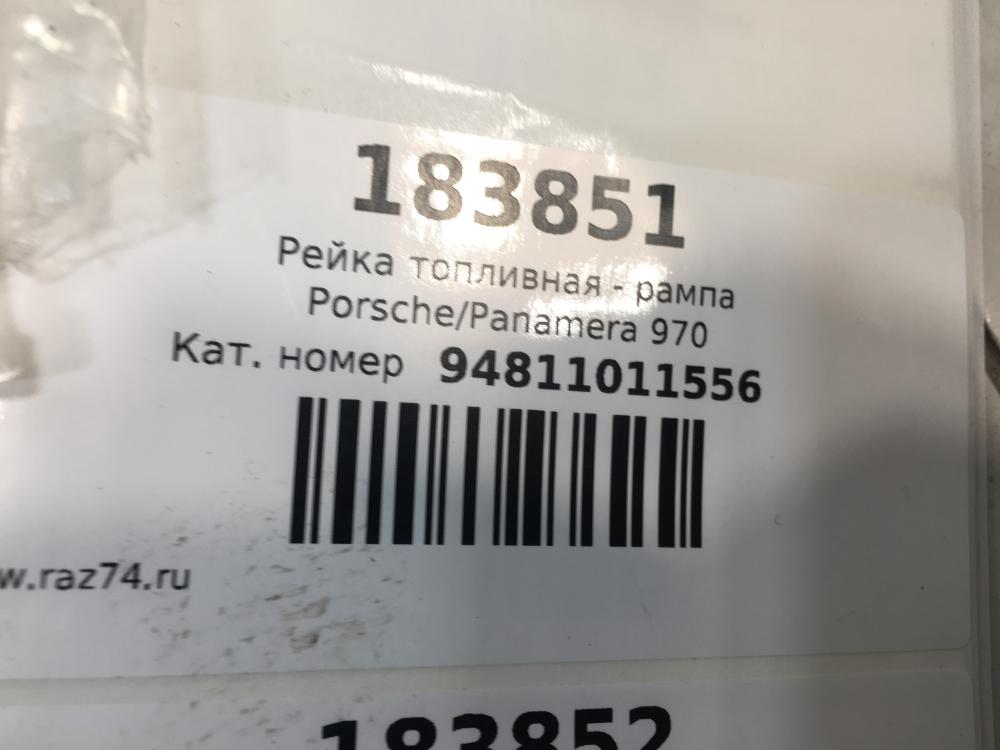 183851
Рейка топливная - рампа
Porsche/Panamera 970
Кат. номер 94811011556
w.raz74.ru
183852